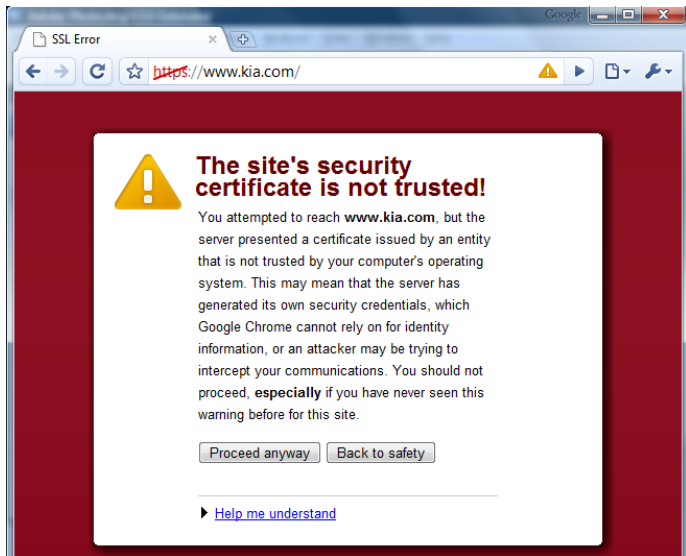 Google
SSL Error
https://www.kia.com/
The site's security
certificate is not trusted!
You attempted to reach www.kia.com, but the
server presented a certificate issued by an entity
that is not trusted by your computer's operating
system. This may mean that the server has
generated its own security credentials, which
Google Chrome cannot rely on for identity
information, or an attacker may be trying to
intercept your communications. You should not
proceed, especially if you have never seen this
warning before for this site.
Proceed anyway Back to safety
Help me understand